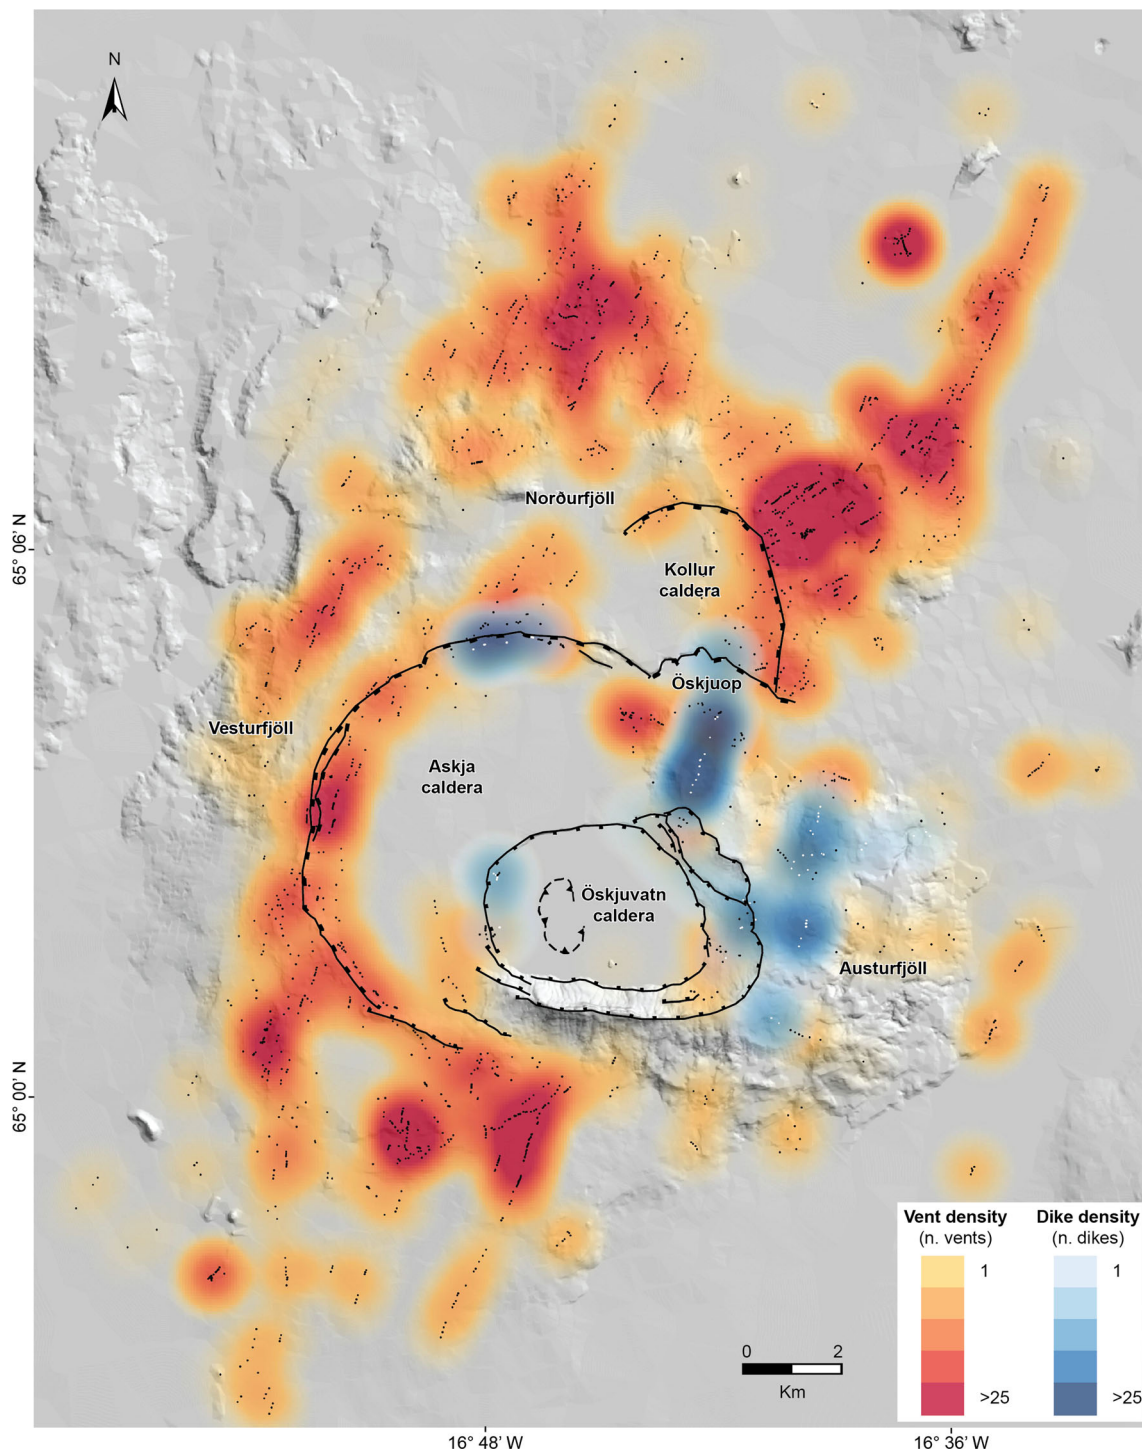 N
Norðurfjöll
65° 06' N
Kollur
caldera
Öskjuop
Vesturfjöll
Askja
caldera
Öskjuvatn
caldera
Austurfjöll
65° 00' N
Vent density
(n. vents)
1
>25
Dike density
(n. dikes)
1
>25
0 2
Km
16° 48' W
16° 36' W